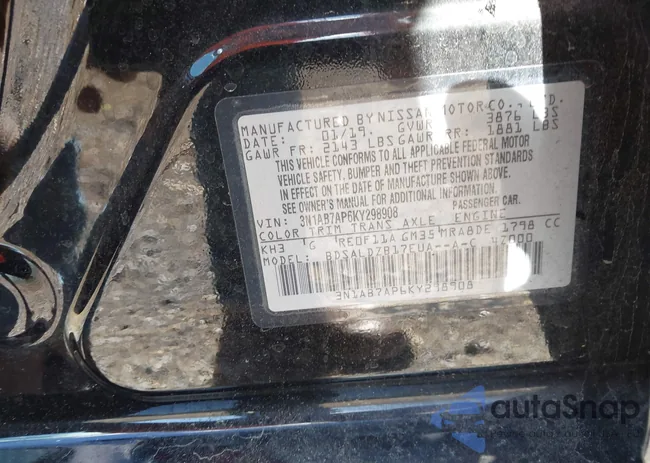 MANUFACTURED BY NISSAN MOTOR CO., LTD.
DATE: 01/19. GVWR 3876 LBS
GAWR FR: 2143 LBS GAWR RR: 1881 LBS
THIS VEHICLE CONFORMS TO ALL APPLICABLE FEDERAL MOTOR
VEHICLE SAFETY, BUMPER AND THEFT PREVENTION STANDARDS
IN EFFECT ON THE DATE OF MANUFACTURE SHOWN ABOVE.
SEE OWNER'S MANUAL FOR ADDITIONAL INFORMATION.
VIN: 3N1AB7AP6KY298908 PASSENGER CAR.
COLOR TRIM TRANS AXLE ENGINE
KH3 G RE0F11A GM35 MRA8DE 1798 CC
MODEL:
3N1AB7AP6KY298908
autoSnap